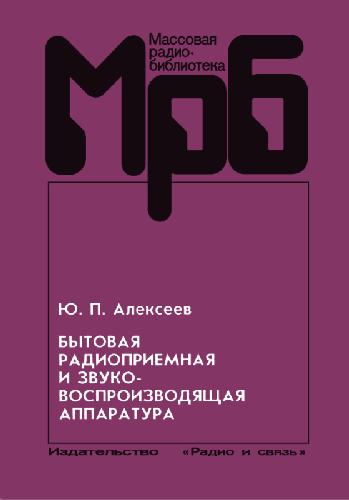 Массовая
радио-
библиотека
Мрб
Ю. П. Алексеев
БЫТОВАЯ
РАДИОПРИЕМНАЯ
И ЗВУКО-
ВОСПРОИЗВОДЯЩАЯ
АППАРАТУРА
Издательство «Радио и связь»